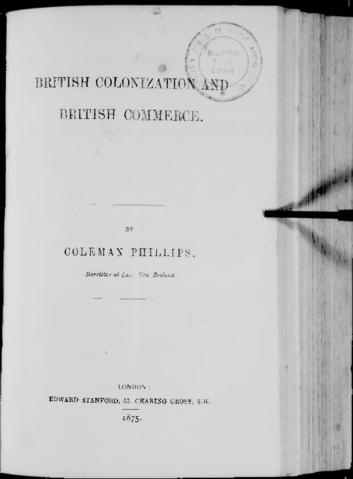 BRITISH COLONIZATION AND
BRITISH COMMERCE.
BY
COLEMAN PHILLIPS.
Barrister at Law, New Zealand.
LONDON:
EDWARD STANFORD, 55, CHARING CROSS, S.W.
1875.